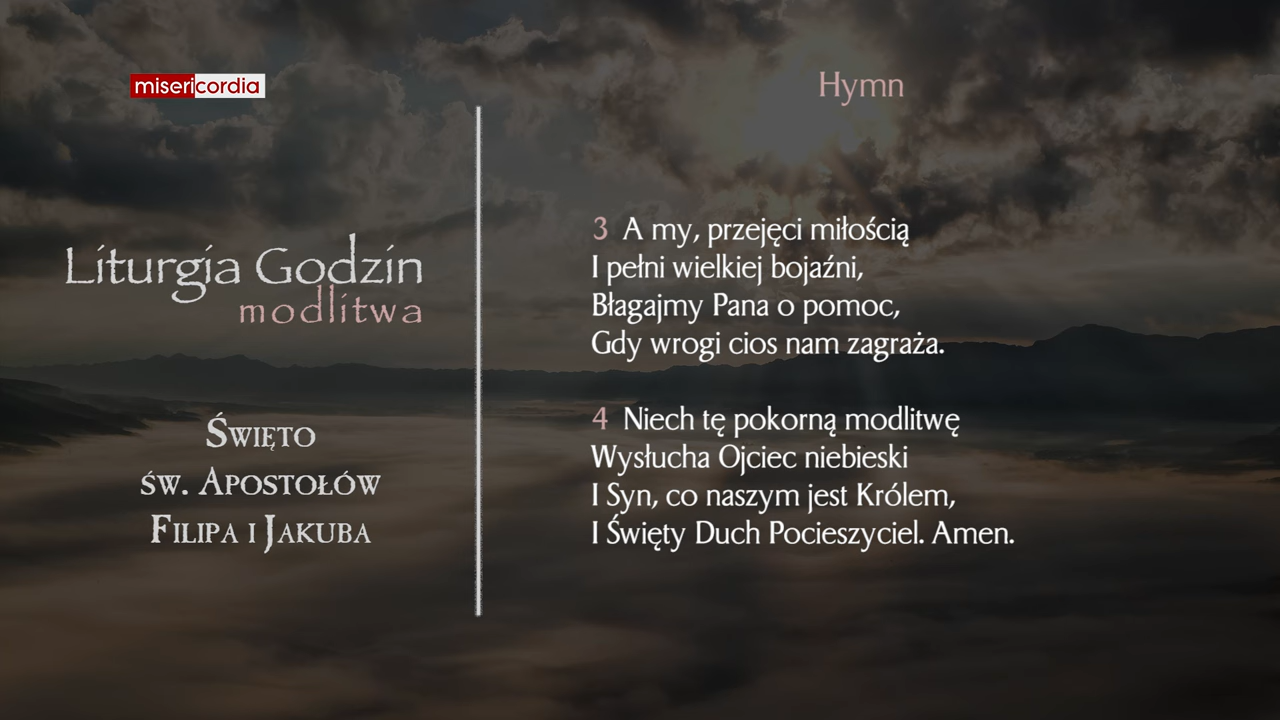 misericordia
Liturgia Godzin
modlitwa
Święto
św. Apostołów
Filipa i Jakuba
Hymn
3 A my, przejęci miłością
I pełni wielkiej bojaźni,
Błagajmy Pana o pomoc,
Gdy wrogi cios nam zagraża.
4 Niech tę pokorną modlitwę
Wysłucha Ojciec niebieski
I Syn, co naszym jest Królem,
I Święty Duch Pocieszyciel. Amen.